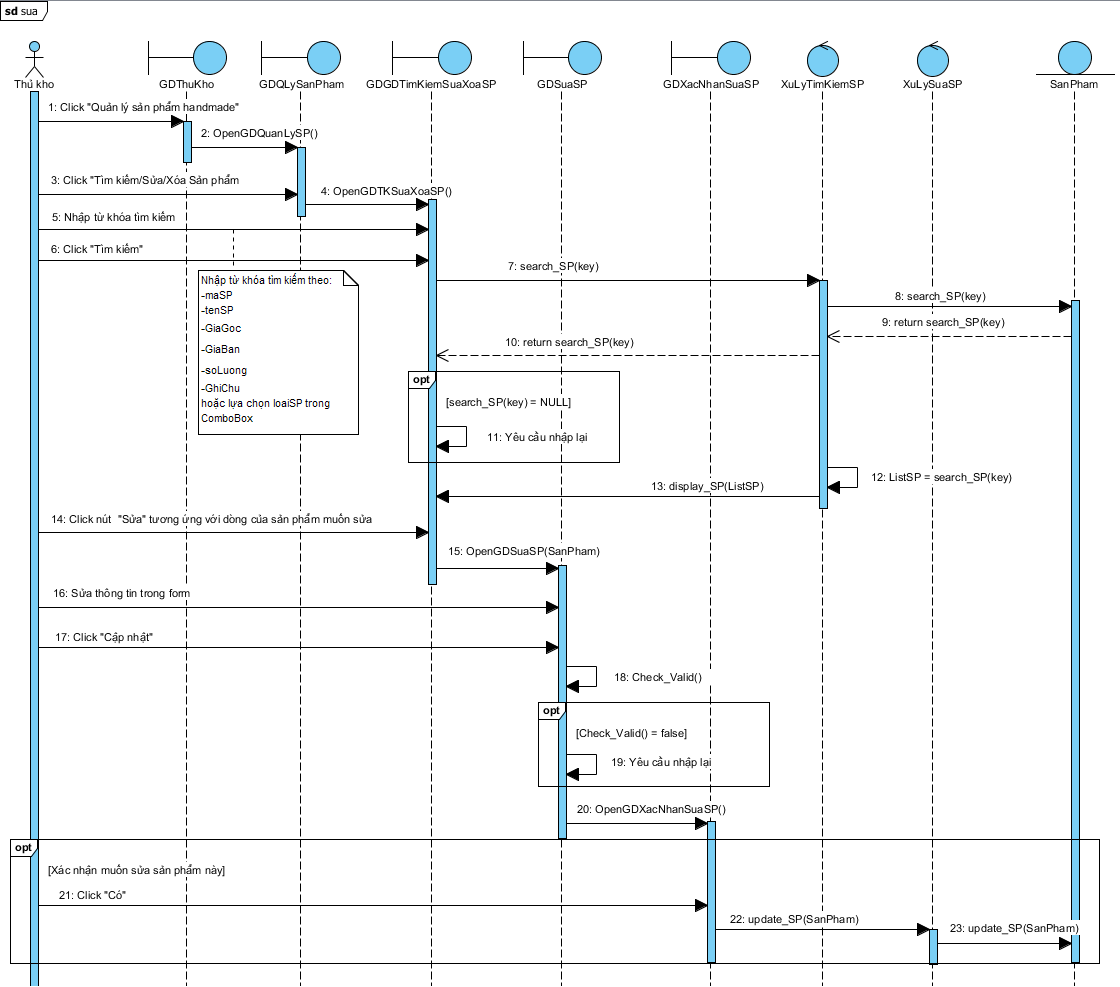 sd sua
Thủ kho
GDThuKho
GDQLySanPham
GDGDTimKiemSuaXoaSP
GDSuaSP
GDXacNhanSuaSP
XuLyTimKiemSP
XuLySuaSP
SanPham
1: Click "Quản lý sản phẩm handmade"
2: OpenGDQuanLySP()
3: Click "Tìm kiếm/Sửa/Xóa Sản phẩm
4: OpenGDTKSuaXoaSP()
5: Nhập từ khóa tìm kiếm
6: Click "Tìm kiếm"
Nhập từ khóa tìm kiếm theo:
-maSP
-tenSP
-GiaGoc
-GiaBan
-soLuong
-GhiChu
hoặc lựa chọn loaiSP trong
ComboBox
7: search_SP(key)
8: search_SP(key)
9: return search_SP(key)
10: return search_SP(key)
opt
[search_SP(key) = NULL]
11: Yêu cầu nhập lại
12: ListSP = search_SP(key)
13: display_SP(ListSP)
14: Click nút "Sửa" tương ứng với dòng của sản phẩm muốn sửa
15: OpenGDSuaSP(SanPham)
16: Sửa thông tin trong form
17: Click "Cập nhật"
18: Check_Valid()
opt
[Check_Valid() = false]
19: Yêu cầu nhập lại
20: OpenGDXacNhanSuaSP()
opt
[Xác nhận muốn sửa sản phẩm này]
21: Click "Có"
22: update_SP(SanPham)
23: update_SP(SanPham)